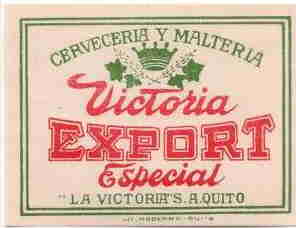 CERVECERIA Y MALTERIA
Victoria
EXPORT
Especial
"LA VICTORIA" S. A. QUITO